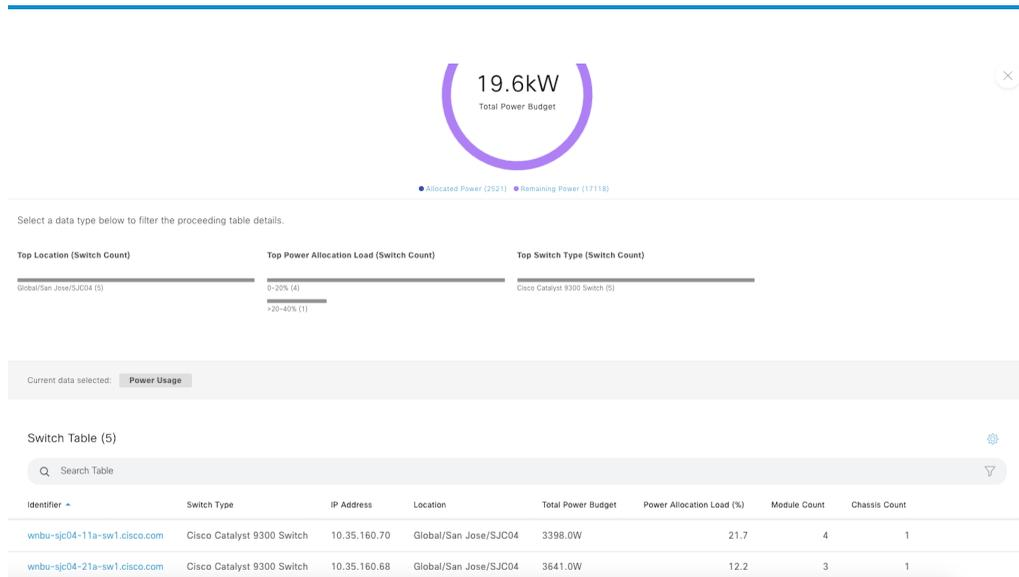 19.6kW
Total Power Budget
Allocated Power (2521) Remaining Power (17118)
Select a data type below to filter the proceeding table details.
Top Location (Switch Count) Top Power Allocation Load (Switch Count) Top Switch Type (Switch Count)
Global/San Jose/SJC04 (5) 0-20% (4) Cisco Catalyst 9300 Switch (5)
>20-40% (1)
Current data selected: Power Usage
Switch Table (5)
Search Table
Identifier Switch Type IP Address Location Total Power Budget Power Allocation Load (%) Module Count Chassis Count
wnbu-sjc04-11a-sw1.cisco.com Cisco Catalyst 9300 Switch 10.35.160.70 Global/San Jose/SJC04 3398.0W 21.7 4 1
wnbu-sjc04-21a-sw1.cisco.com Cisco Catalyst 9300 Switch 10.35.160.68 Global/San Jose/SJC04 3641.0W 12.2 3 1